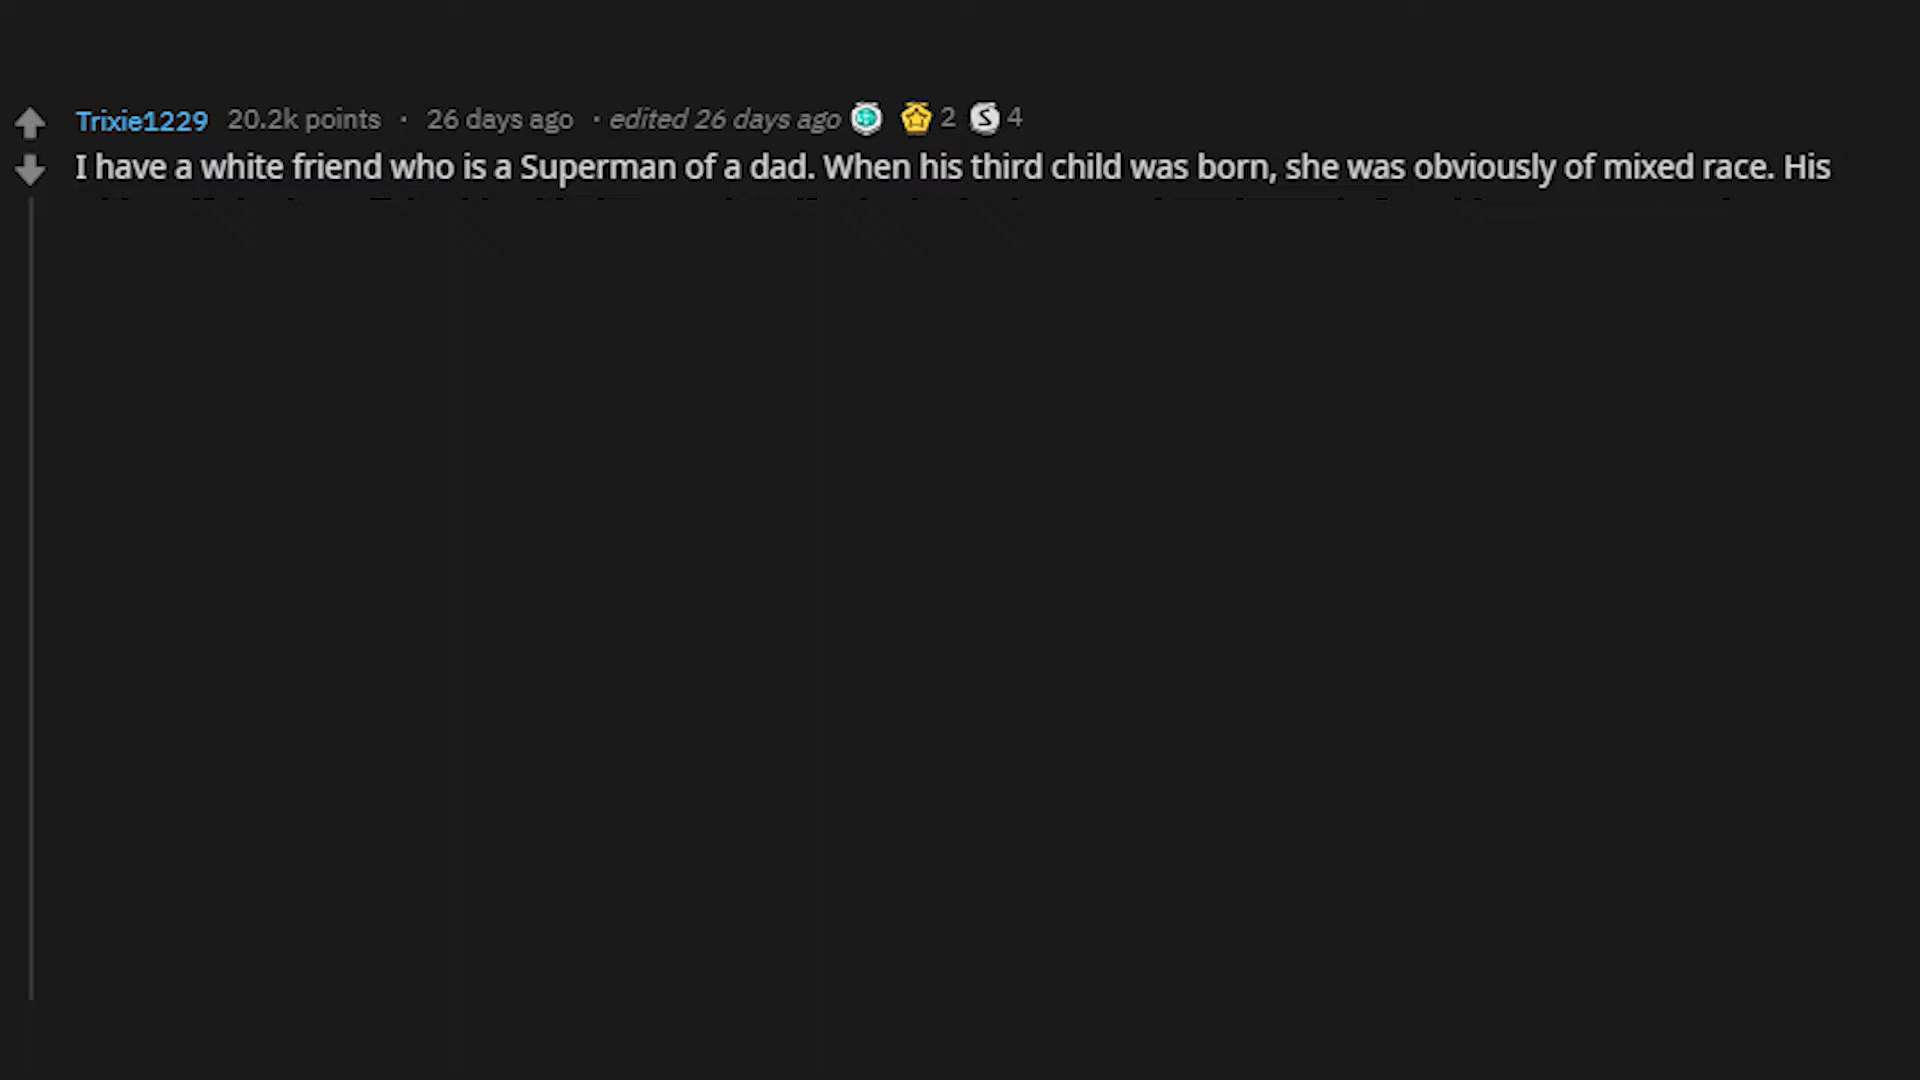 Trixie1229 20.2k points · 26 days ago · edited 26 days ago 2 S 4
I have a white friend who is a Superman of a dad. When his third child was born, she was obviously of mixed race. His